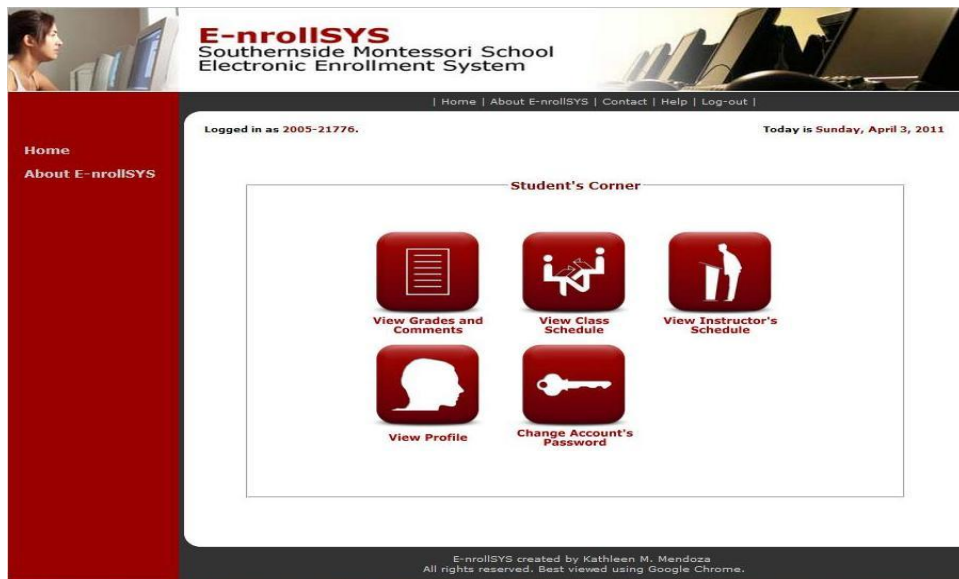 E-nrollSYS
Southernside Montessori School
Electronic Enrollment System
| Home | About E-nrollSYS | Contact | Help | Log-out |
Logged in as 2005-21776.
Today is Sunday, April 3, 2011
Home
About E-nrollSYS
Student's Corner
View Grades and
Comments
View Class
Schedule
View Instructor's
Schedule
View Profile
Change Account's
Password
E-nrollSYS created by Kathleen M. Mendoza
All rights reserved. Best viewed using Google Chrome.